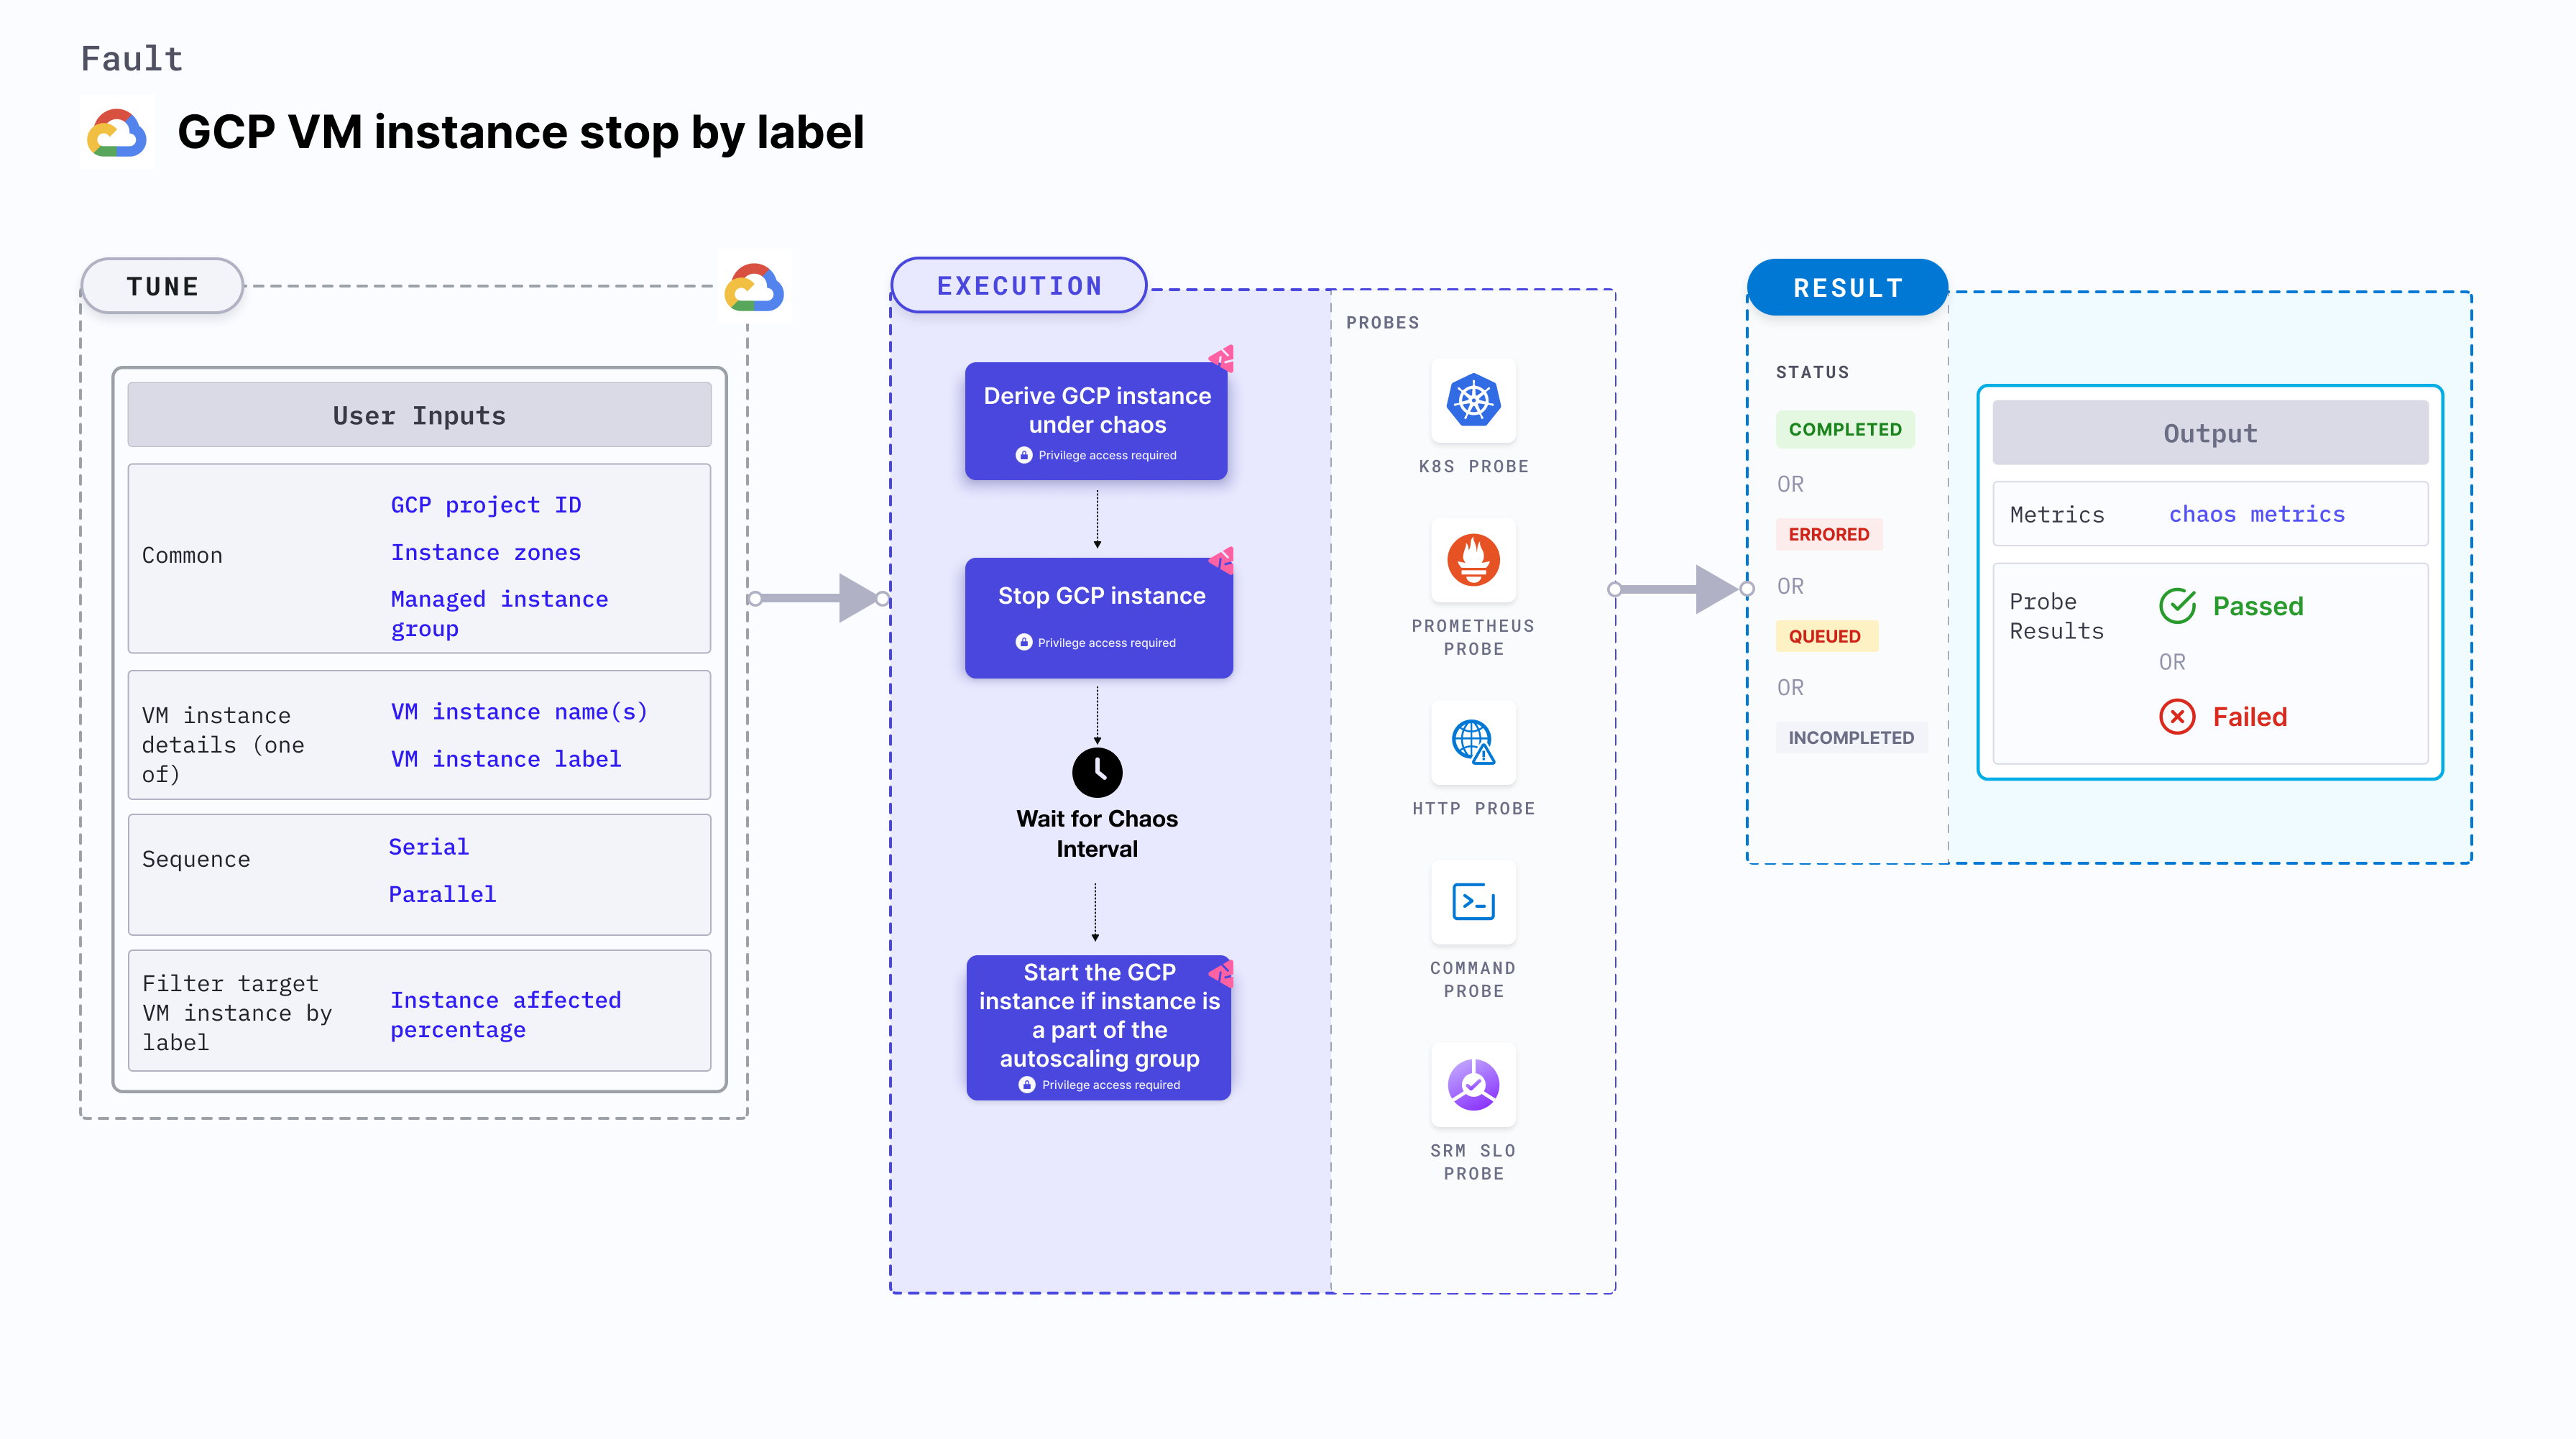 Fault
GCP VM instance stop by label
TUNE
User Inputs
Common
GCP project ID
Instance zones
Managed instance
group
VM instance
details (one
of)
VM instance name(s)
VM instance label
Sequence
Serial
Parallel
Filter target
VM instance by
label
Instance affected
percentage
EXECUTION
Derive GCP instance
under chaos
Privilege access required
Stop GCP instance
Privilege access required
Wait for Chaos
Interval
Start the GCP
instance if instance is
a part of the
autoscaling group
Privilege access required
PROBES
K8S PROBE
PROMETHEUS
PROBE
HTTP PROBE
COMMAND
PROBE
SRM SLO
PROBE
RESULT
STATUS
COMPLETED
OR
ERRORED
OR
QUEUED
OR
INCOMPLETED
Output
Metrics
chaos metrics
Probe
Results
Passed
OR
Failed